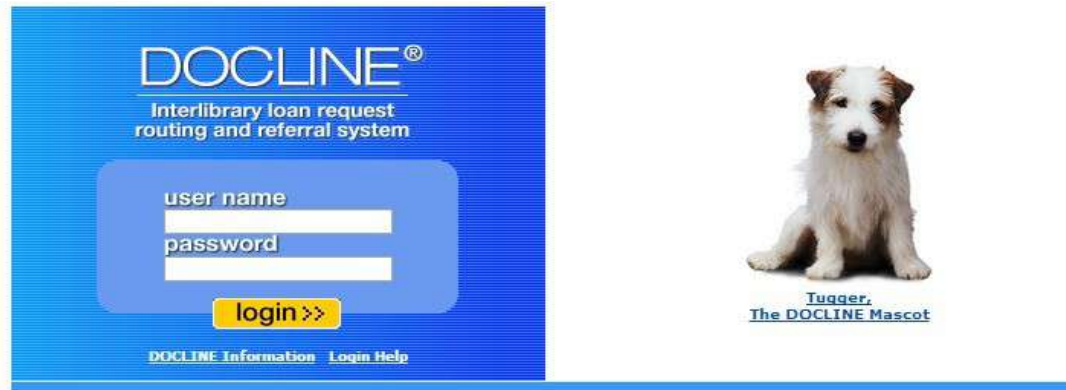 DOCLINE®
Interlibrary loan request
routing and referral system
user name
password
login >>
DOCLINE Information Login Help
Tugger,
The DOCLINE Mascot